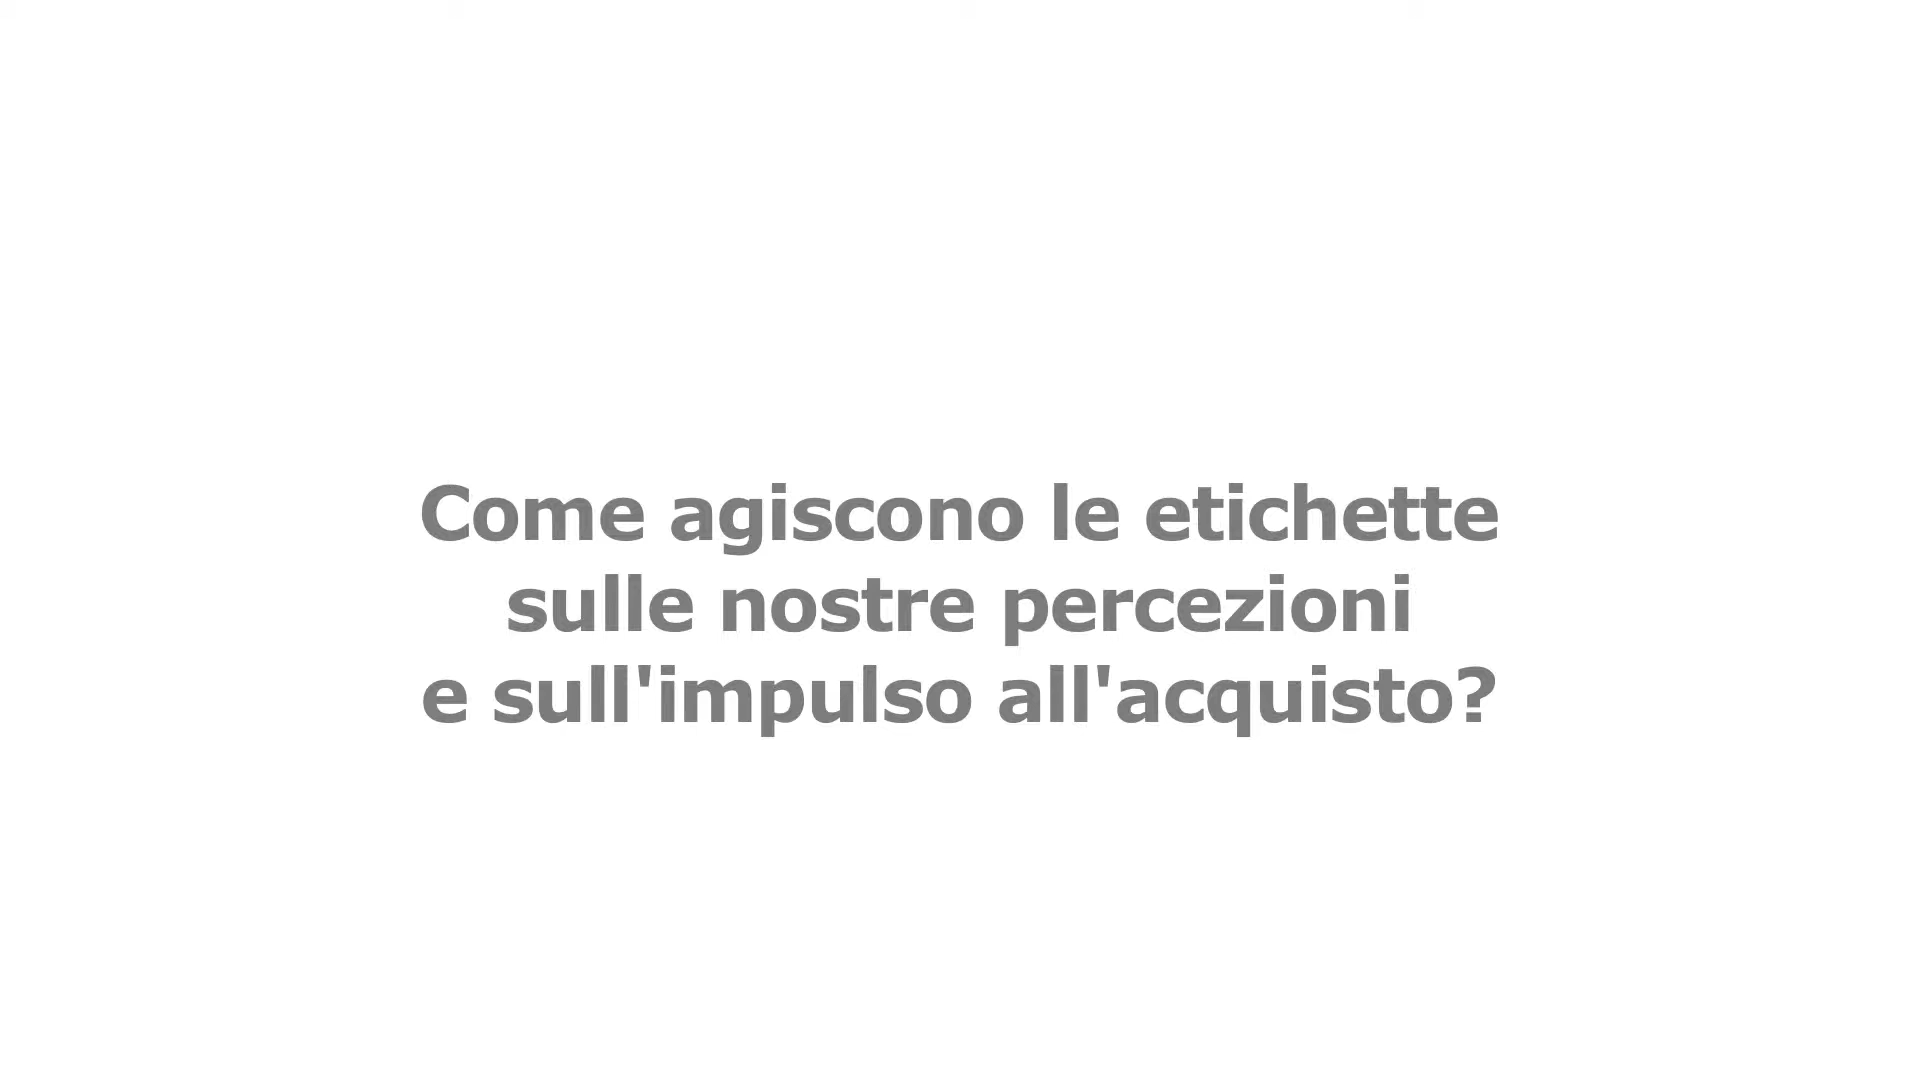 Come agiscono le etichette
sulle nostre percezioni
e sull'impulso all'acquisto?